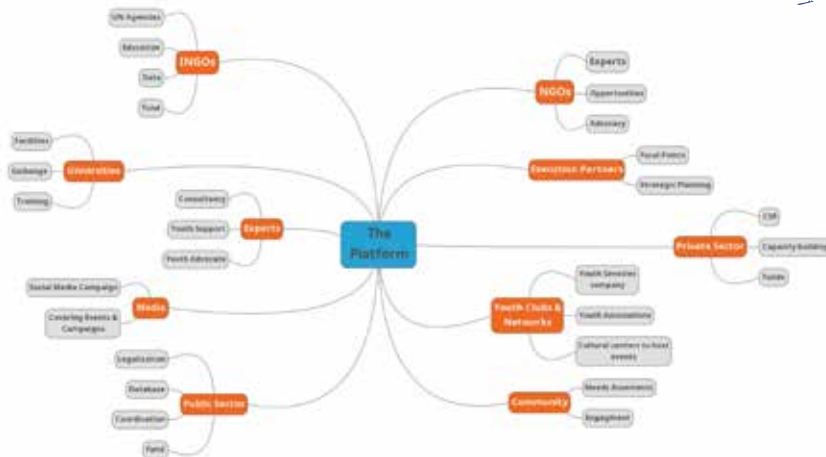 UN Agencies
Education
INGOs
Data
Experts
NGOs
Opportunities
Advocacy
Facilities
Universities
Exchange
Training
Execution Partners
Focal Points
Strategic Planning
Consultancy
Youth Support
Experts
Youth Advocate
The
Platform
CSR
Private Sector
Capacity building
Funds
Social Media Campaign
Media
Covering Events &
Campaigns
Youth Services
company
Youth Clubs &
Networks
Youth Associations
Cultural centers to host
events
Legalization
Database
Public Sector
Coordination
Fund
Community
Needs Assessment
Engagement